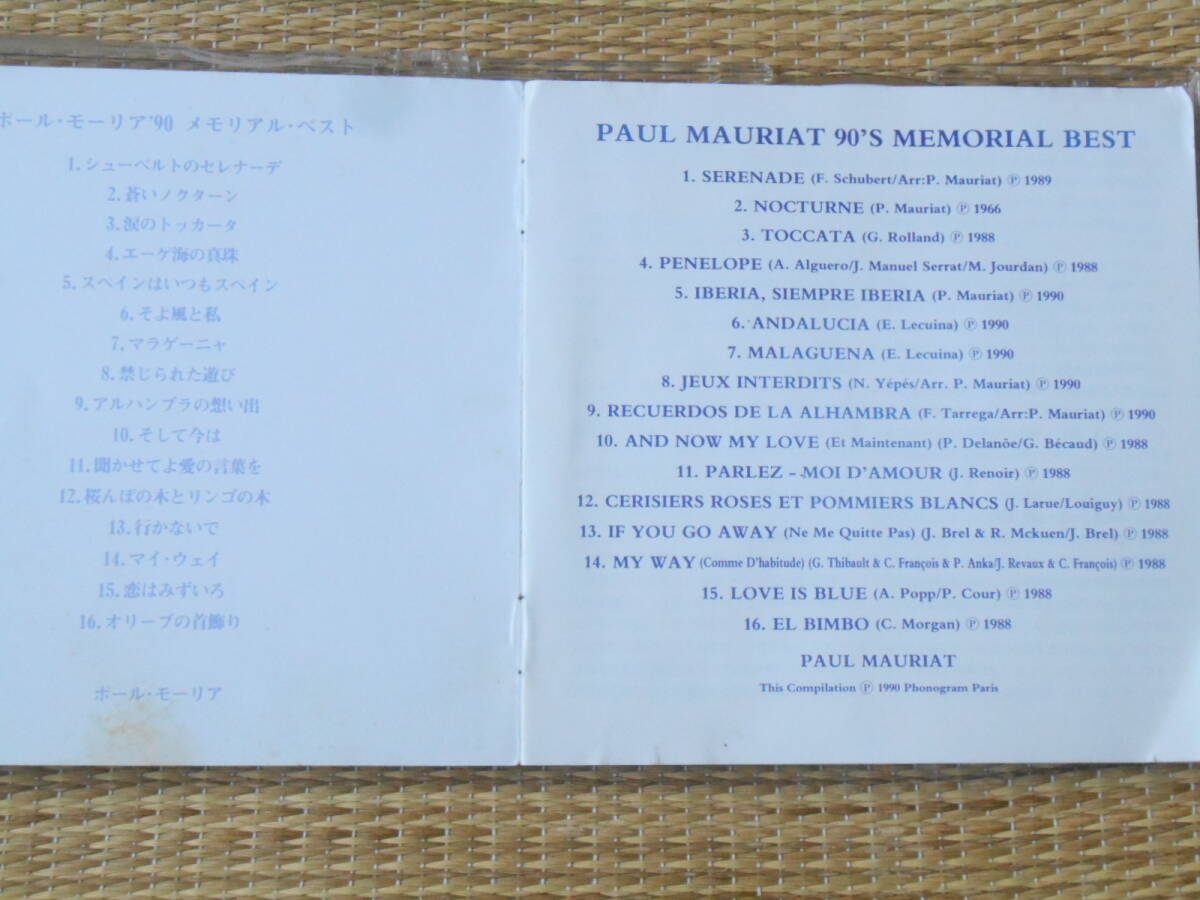 ポール・モーリア'90 メモリアル・ベスト
1.シューベルトのセレナーデ
2.蒼いノクターン
3.涙のトッカータ
4.エーゲ海の真珠
5.スペインはいつもスペイン
6.そよ風と私
7.マラゲーニャ
8.禁じられた遊び
9.アルハンブラの想い出
10.そして今は
11.聞かせてよ愛の言葉を
12.桜んぼの木とリンゴの木
13.行かないで
14.マイ・ウェイ
15.恋はみずいろ
16.オリーブの首飾り
ポール・モーリア
PAUL MAURIAT 90'S MEMORIAL BEST
1. SERENADE (F. Schubert/Arr:P. Mauriat) Ⓟ 1989
2. NOCTURNE (P. Mauriat) Ⓟ 1966
3. TOCCATA (G. Rolland) Ⓟ 1988
4. PENELOPE (A. Alguero/J. Manuel Serrat/M. Jourdan) Ⓟ 1988
5. IBERIA, SIEMPRE IBERIA (P. Mauriat) Ⓟ 1990
6. ANDALUCIA (E. Lecuina) Ⓟ 1990
7. MALAGUENA (E. Lecuina) Ⓟ 1990
8. JEUX INTERDITS (N. Yépés/Arr. P. Mauriat) Ⓟ 1990
9. RECUERDOS DE LA ALHAMBRA (F. Tarrega/Arr:P. Mauriat) Ⓟ 1990
10. AND NOW MY LOVE (Et Maintenant) (P. Delanõe/G. Bécaud) Ⓟ 1988
11. PARLEZ-MOI D'AMOUR (J. Renoir) Ⓟ 1988
12. CERISIERS ROSES ET POMMIERS BLANCS (J. Larue/Louiguy) Ⓟ 1988
13. IF YOU GO AWAY (Ne Me Quitte Pas) (J. Brel & R. Mckuen/J. Brel) Ⓟ 1988
14. MY WAY (Comme D'habitude) (G. Thibault & C. François & P. Anka/J. Revaux & C. François) Ⓟ 1988
15. LOVE IS BLUE (A. Popp/P. Cour) Ⓟ 1988
16. EL BIMBO (C. Morgan) Ⓟ 1988
PAUL MAURIAT
This Compilation Ⓟ 1990 Phonogram Paris